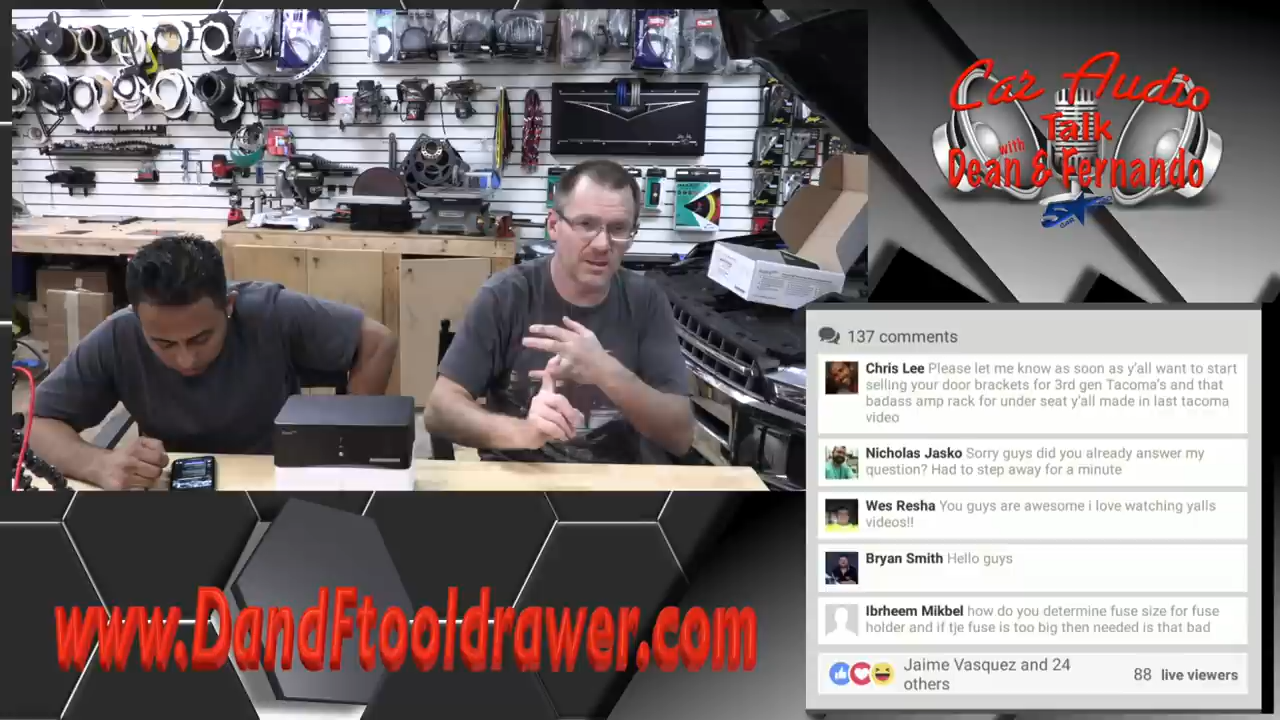 Car Audio
Talk
with
Dean & Fernando
5
137 comments
Chris Lee Please let me know as soon as y'all want to start
selling your door brackets for 3rd gen Tacoma's and that
badass amp rack for under seat y'all made in last tacoma
video
Nicholas Jasko Sorry guys did you already answer my
question? Had to step away for a minute
Wes Resha You guys are awesome i love watching yalls
videos!!
Bryan Smith Hello guys
Ibrheem Mikbel how do you determine fuse size for fuse
holder and if tje fuse is too big then needed is that bad
Jaime Vasquez and 24
others
88 live viewers
www.DandFtooldrawer.com